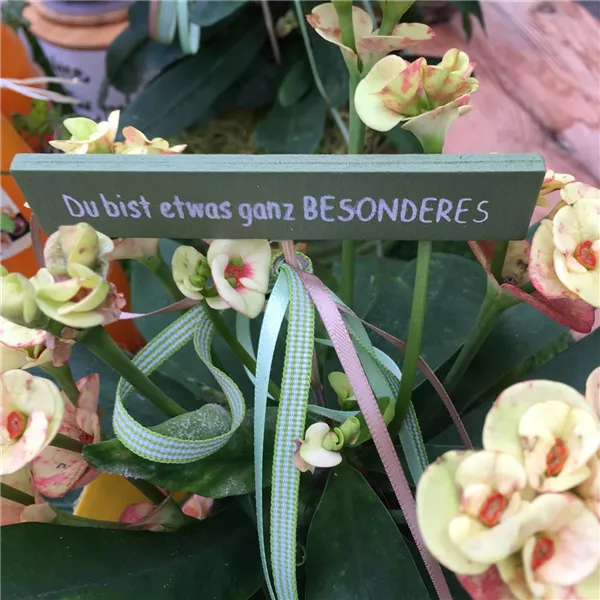 Du bist etwas ganz BESONDERES